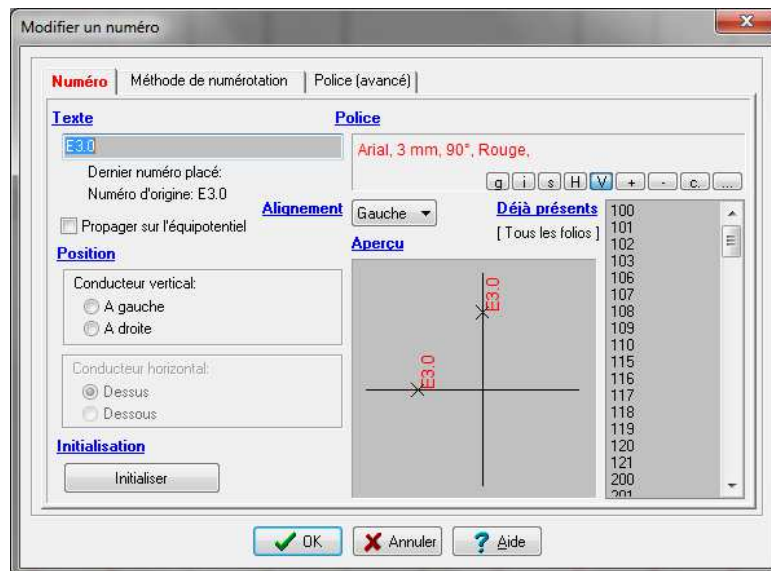 Modifier un numéro
Numéro
Méthode de numérotation
Police (avancé)
Texte
E3.0
Dernier numéro placé:
Numéro d'origine: E3.0
Propager sur l'équipotentiel
Police
Arial, 3 mm, 90°, Rouge,
g i s H V + - c. ...
Alignement
Gauche
Déjà présents
[ Tous les folios ]
Position
Conducteur vertical:
A gauche
A droite
Conducteur horizontal:
Dessus
Dessous
Initialisation
Initialiser
Aperçu
E3.0
E3.0
100
101
102
103
106
107
108
109
110
115
116
117
118
119
120
121
200
201
OK
Annuler
Aide